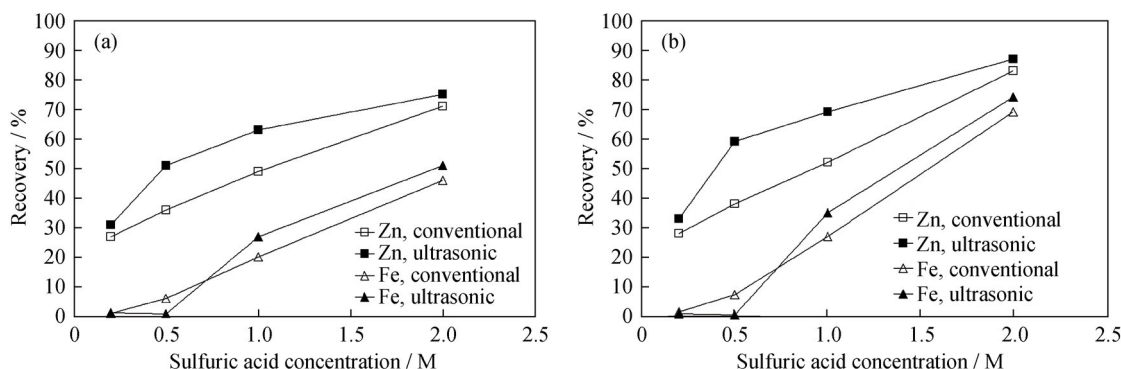 (a)
100
90
80
70
60
50
40
30
20
10
0
Recovery / %
Zn, conventional
Zn, ultrasonic
Fe, conventional
Fe, ultrasonic
0 0.5 1.0 1.5 2.0 2.5
Sulfuric acid concentration / M
(b)
100
90
80
70
60
50
40
30
20
10
0
Recovery / %
Zn, conventional
Zn, ultrasonic
Fe, conventional
Fe, ultrasonic
0 0.5 1.0 1.5 2.0 2.5
Sulfuric acid concentration / M